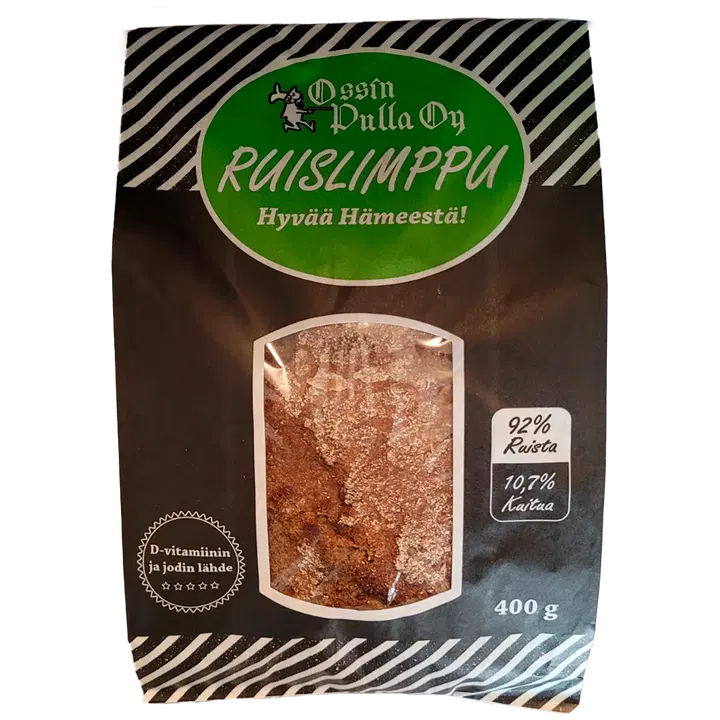 Ossin
Pulla Oy
RUISLIMPPU
Hyvää Hämeestä!
92%
Ruista
10,7%
Kuitua
D-vitamiinin
ja jodin lähde
400 g